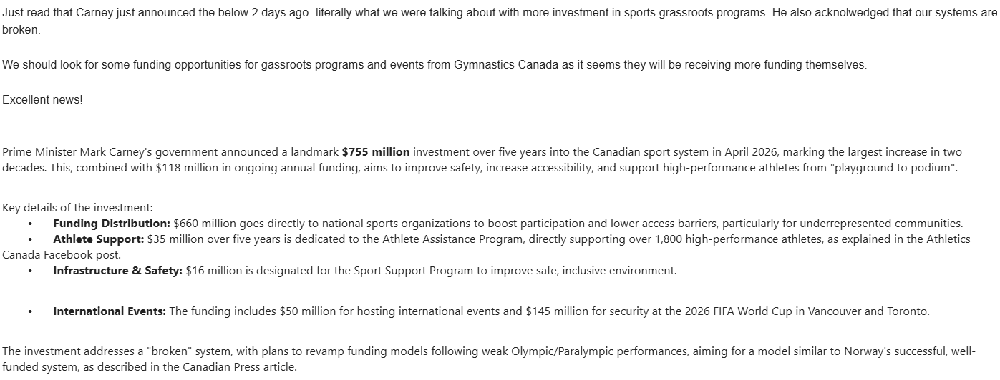 Just read that Carney just announced the below 2 days ago- literally what we were talking about with more investment in sports grassroots programs. He also acknolwedged that our systems are
broken.
We should look for some funding opportunities for gassroots programs and events from Gymnastics Canada as it seems they will be receiving more funding themselves.
Excellent news!
Prime Minister Mark Carney's government announced a landmark $755 million investment over five years into the Canadian sport system in April 2026, marking the largest increase in two
decades. This, combined with $118 million in ongoing annual funding, aims to improve safety, increase accessibility, and support high-performance athletes from "playground to podium".
Key details of the investment:
• Funding Distribution: $660 million goes directly to national sports organizations to boost participation and lower access barriers, particularly for underrepresented communities.
• Athlete Support: $35 million over five years is dedicated to the Athlete Assistance Program, directly supporting over 1,800 high-performance athletes, as explained in the Athletics
Canada Facebook post.
• Infrastructure & Safety: $16 million is designated for the Sport Support Program to improve safe, inclusive environment.
• International Events: The funding includes $50 million for hosting international events and $145 million for security at the 2026 FIFA World Cup in Vancouver and Toronto.
The investment addresses a "broken" system, with plans to revamp funding models following weak Olympic/Paralympic performances, aiming for a model similar to Norway's successful, well-
funded system, as described in the Canadian Press article.